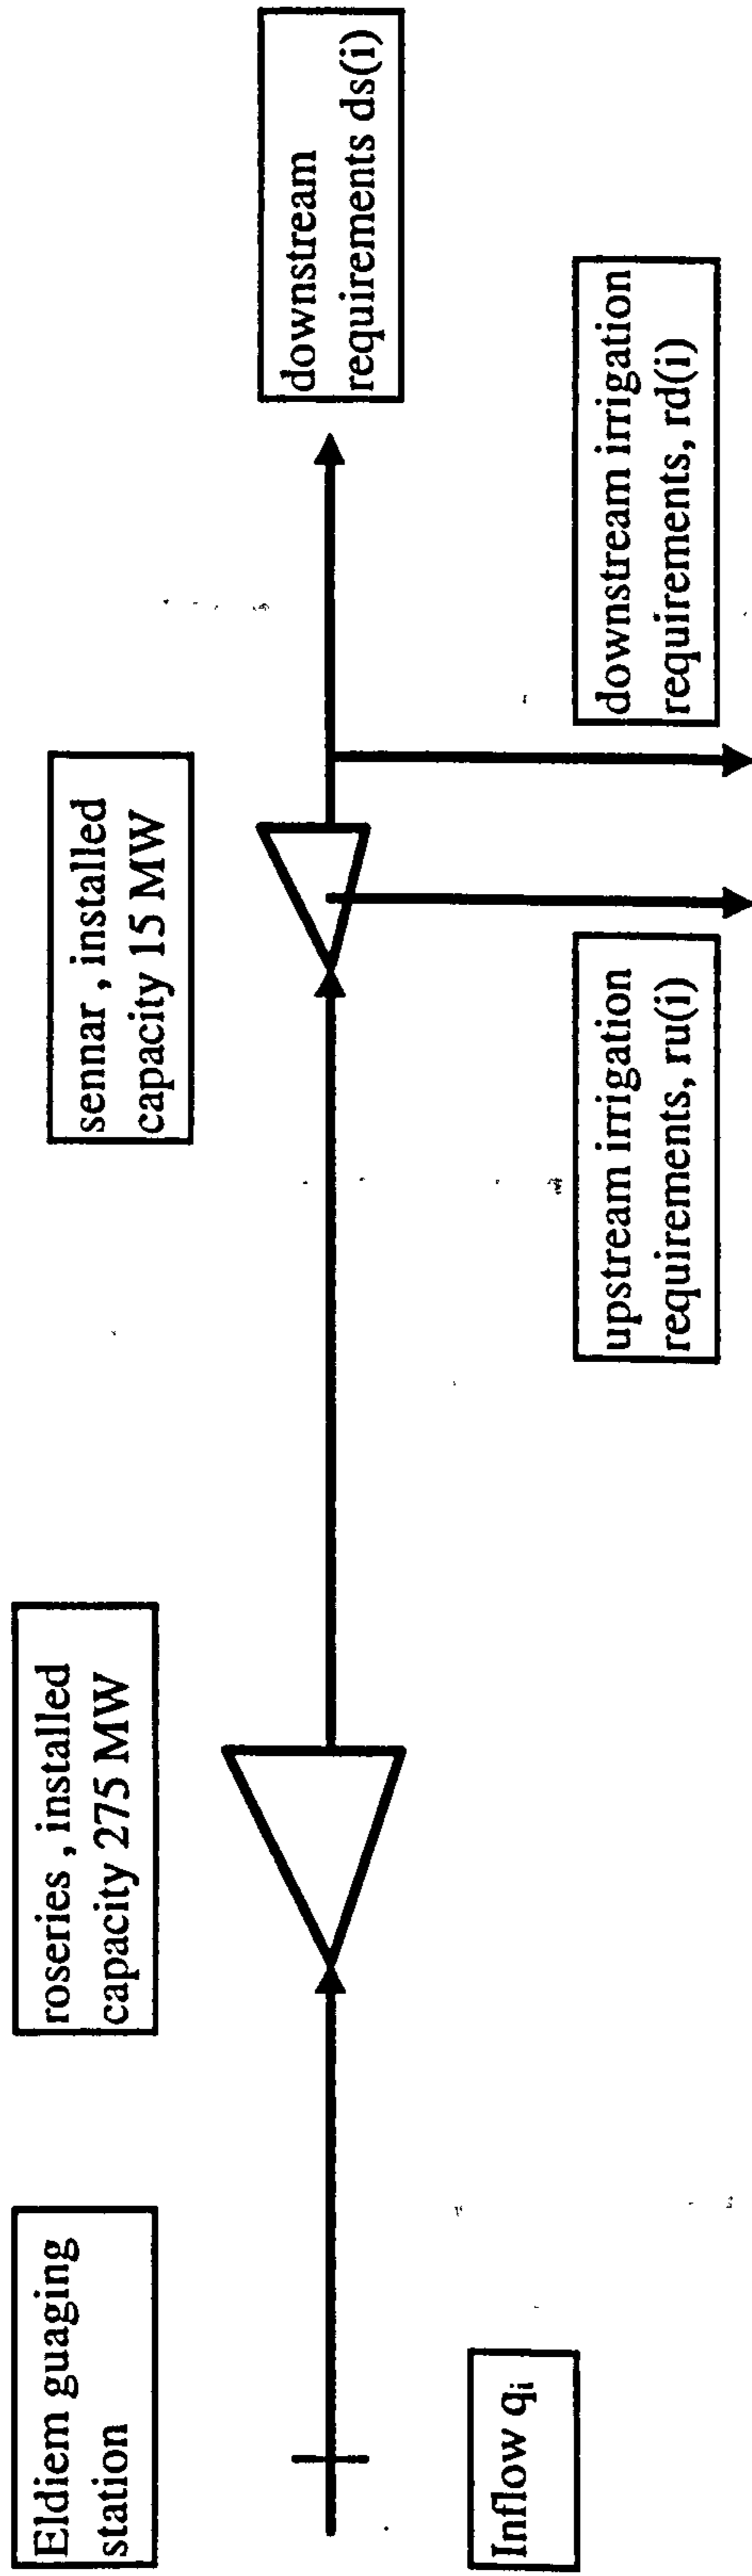 Eldiem guaging
station
roseries , installed
capacity 275 MW
sennar , installed
capacity 15 MW
downstream
requirements ds(i)
Inflow qᵢ
upstream irrigation
requirements, ru(i)
downstream irrigation
requirements, rd(i)